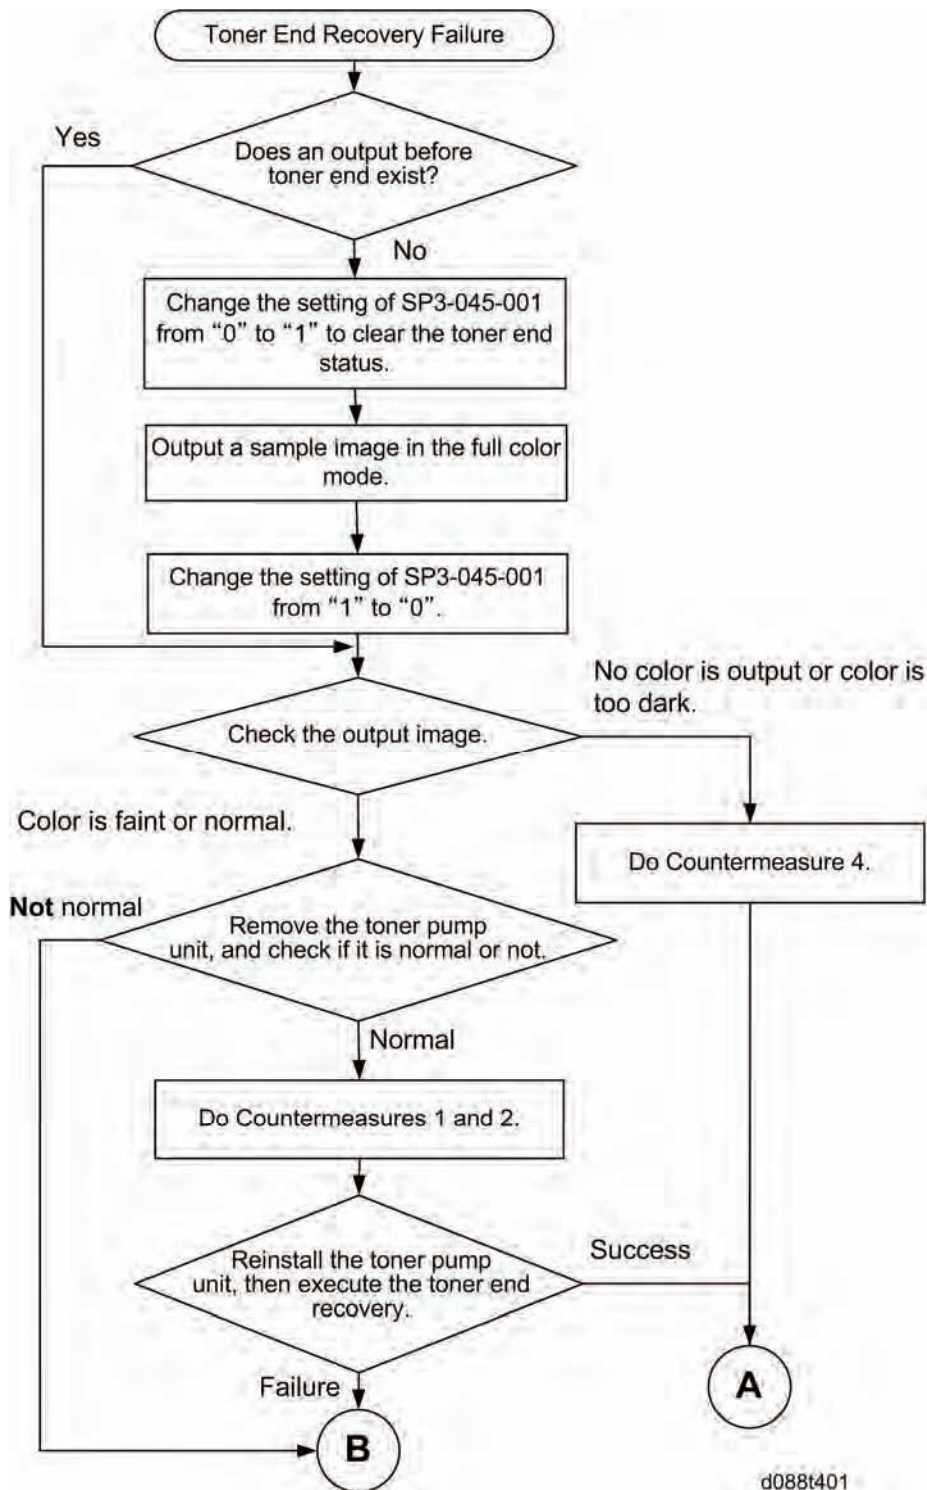 Toner End Recovery Failure
Yes
Does an output before
toner end exist?
No
Change the setting of SP3-045-001
from “0” to “1” to clear the toner end
status.
Output a sample image in the full color
mode.
Change the setting of SP3-045-001
from “1” to “0”.
No color is output or color is
too dark.
Check the output image.
Color is faint or normal.
Do Countermeasure 4.
Not normal
Remove the toner pump
unit, and check if it is normal or not.
Normal
Do Countermeasures 1 and 2.
Success
Reinstall the toner pump
unit, then execute the toner end
recovery.
Failure
A
B
d088t401